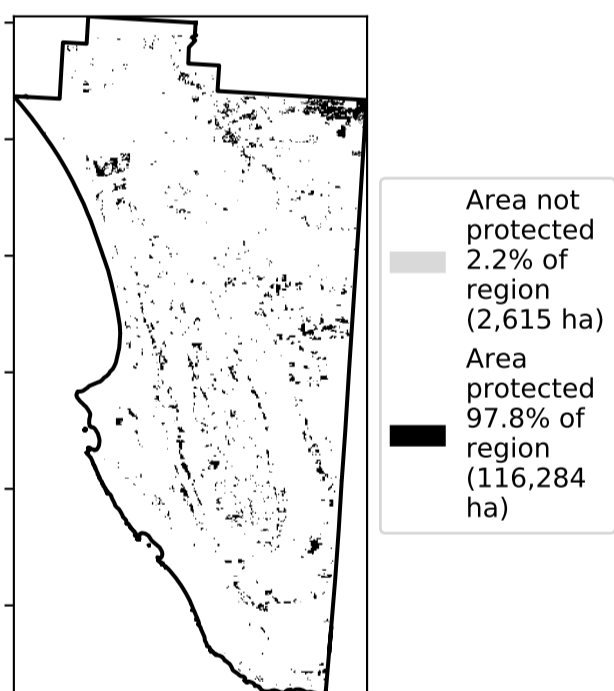 Area not
protected
2.2% of
region
(2,615 ha)
Area
protected
97.8% of
region
(116,284
ha)